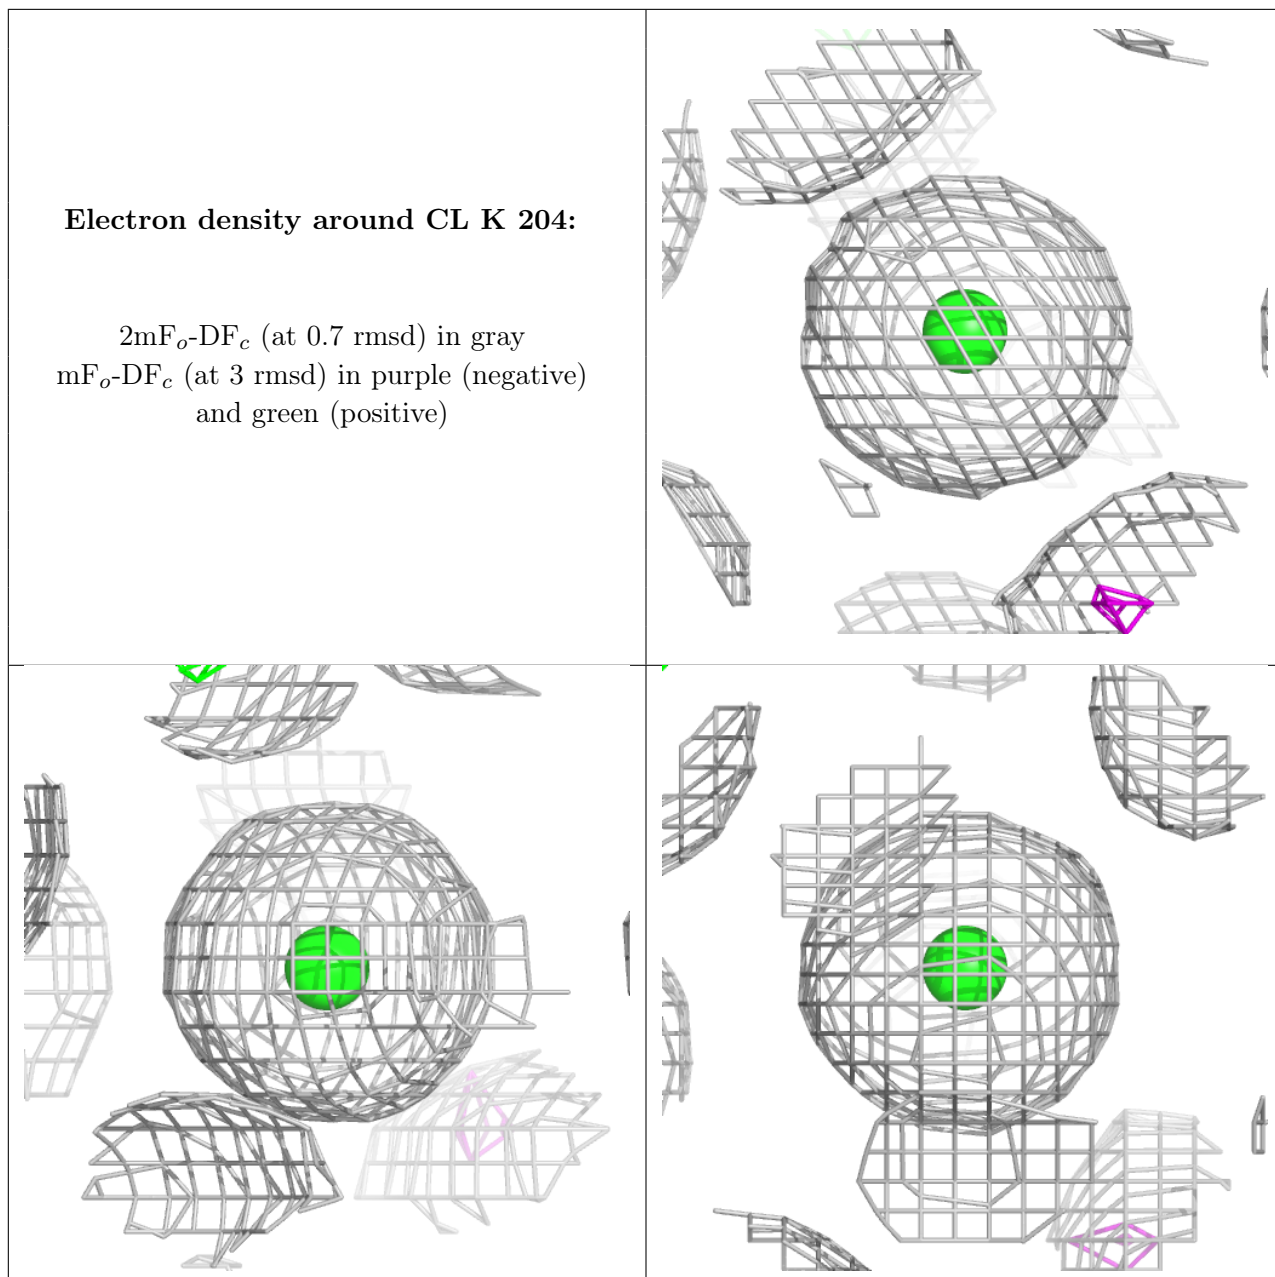 Electron density around CL K 204:
2mFo-DFc (at 0.7 rmsd) in gray
mFo-DFc (at 3 rmsd) in purple (negative)
and green (positive)